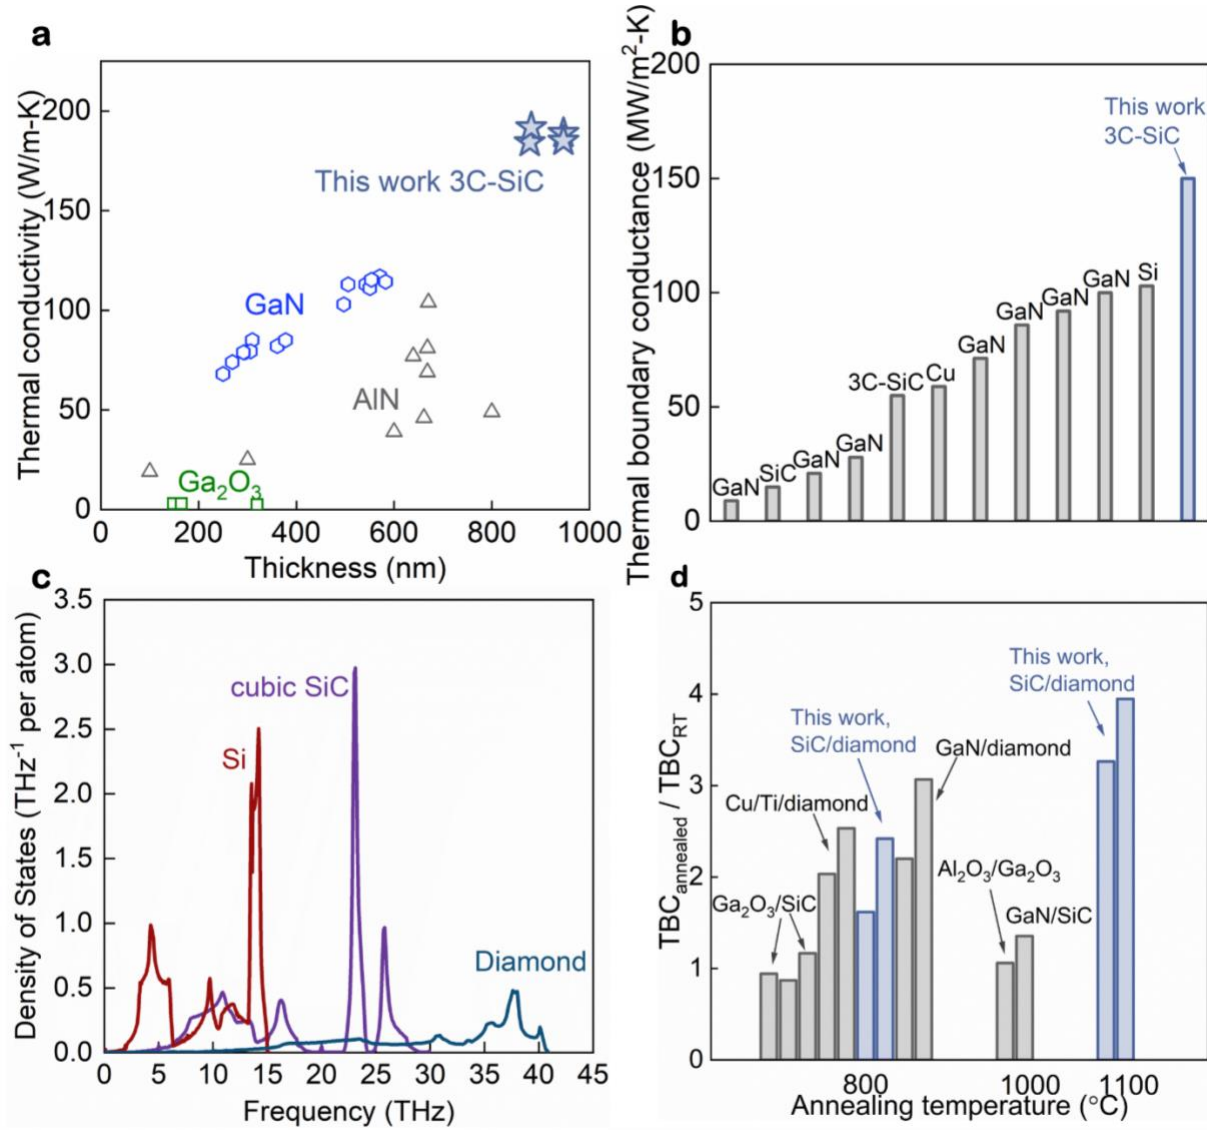 a
Thermal conductivity (W/m-K)
200
150
100
50
0
0 200 400 600 800 1000
Thickness (nm)
This work 3C-SiC
GaN
AlN
Ga₂O₃
b
Thermal boundary conductance (MW/m²-K)
200
150
100
50
0
This work
3C-SiC
GaN
SiC
GaN
GaN
3C-SiC
Cu
GaN
GaN
GaN
GaN
Si
c
Density of States (THz⁻¹ per atom)
3.5
3.0
2.5
2.0
1.5
1.0
0.5
0.0
0 5 10 15 20 25 30 35 40 45
Frequency (THz)
cubic SiC
Si
Diamond
d
TBCannealed / TBCRT
5
4
3
2
1
0
800 1000 1100
Annealing temperature (°C)
This work,
SiC/diamond
This work,
SiC/diamond
GaN/diamond
Cu/Ti/diamond
Al₂O₃/Ga₂O₃
Ga₂O₃/SiC
GaN/SiC